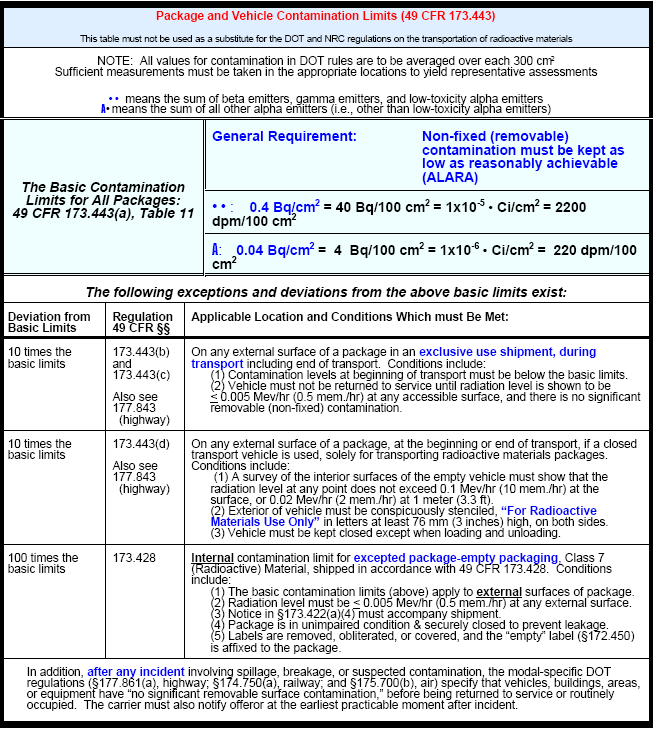 Package and Vehicle Contamination Limits (49 CFR 173.443)
This table must not be used as a substitute for the DOT and NRC regulations on the transportation of radioactive materials
NOTE: All values for contamination in DOT rules are to be averaged over each 300 cm²
Sufficient measurements must be taken in the appropriate locations to yield representative assessments
• • means the sum of beta emitters, gamma emitters, and low-toxicity alpha emitters
A• means the sum of all other alpha emitters (i.e., other than low-toxicity alpha emitters)
The Basic Contamination
Limits for All Packages:
49 CFR 173.443(a), Table 11
General Requirement: Non-fixed (removable)
contamination must be kept as
low as reasonably achievable
(ALARA)
• • : 0.4 Bq/cm² = 40 Bq/100 cm² = 1x10⁻⁵ • Ci/cm² = 2200
dpm/100 cm²
A: 0.04 Bq/cm² = 4 Bq/100 cm² = 1x10⁻⁶ • Ci/cm² = 220 dpm/100
cm²
The following exceptions and deviations from the above basic limits exist:
Deviation from
Basic Limits
Regulation
49 CFR §§
Applicable Location and Conditions Which must Be Met:
10 times the
basic limits
173.443(b)
and
173.443(c)
Also see
177.843
(highway)
On any external surface of a package in an exclusive use shipment, during
transport including end of transport. Conditions include:
(1) Contamination levels at beginning of transport must be below the basic limits.
(2) Vehicle must not be returned to service until radiation level is shown to be
≤ 0.005 Mev/hr (0.5 mem./hr) at any accessible surface, and there is no significant
removable (non-fixed) contamination.
10 times the
basic limits
173.443(d)
Also see
177.843
(highway)
On any external surface of a package, at the beginning or end of transport, if a closed
transport vehicle is used, solely for transporting radioactive materials packages.
Conditions include:
(1) A survey of the interior surfaces of the empty vehicle must show that the
radiation level at any point does not exceed 0.1 Mev/hr (10 mem./hr) at the
surface, or 0.02 Mev/hr (2 mem./hr) at 1 meter (3.3 ft).
(2) Exterior of vehicle must be conspicuously stenciled, “For Radioactive
Materials Use Only” in letters at least 76 mm (3 inches) high, on both sides.
(3) Vehicle must be kept closed except when loading and unloading.
100 times the
basic limits
173.428
Internal contamination limit for excepted package-empty packaging, Class 7
(Radioactive) Material, shipped in accordance with 49 CFR 173.428. Conditions
include:
(1) The basic contamination limits (above) apply to external surfaces of package.
(2) Radiation level must be ≤ 0.005 Mev/hr (0.5 mem./hr) at any external surface.
(3) Notice in §173.422(a)(4) must accompany shipment.
(4) Package is in unimpaired condition & securely closed to prevent leakage.
(5) Labels are removed, obliterated, or covered, and the “empty” label (§172.450)
is affixed to the package.
In addition, after any incident involving spillage, breakage, or suspected contamination, the modal-specific DOT
regulations (§177.861(a), highway; §174.750(a), railway; and §175.700(b), air) specify that vehicles, buildings, areas,
or equipment have “no significant removable surface contamination,” before being returned to service or routinely
occupied. The carrier must also notify offeror at the earliest practicable moment after incident.